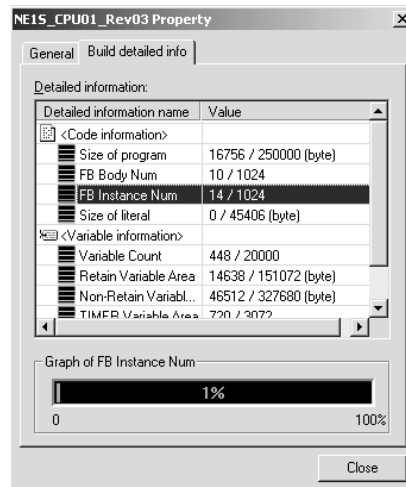 NE1S_CPU01_Rev03 Property
General Build detailed info
Detailed information:
Detailed information name Value
<Code information>
Size of program 16756 / 250000 (byte)
FB Body Num 10 / 1024
FB Instance Num 14 / 1024
Size of literal 0 / 45406 (byte)
<Variable information>
Variable Count 448 / 20000
Retain Variable Area 14638 / 151072 (byte)
Non-Retain Variabl... 46512 / 327680 (byte)
TIMER Variable Area 720 / 3072
Graph of FB Instance Num
1%
0 100%
Close